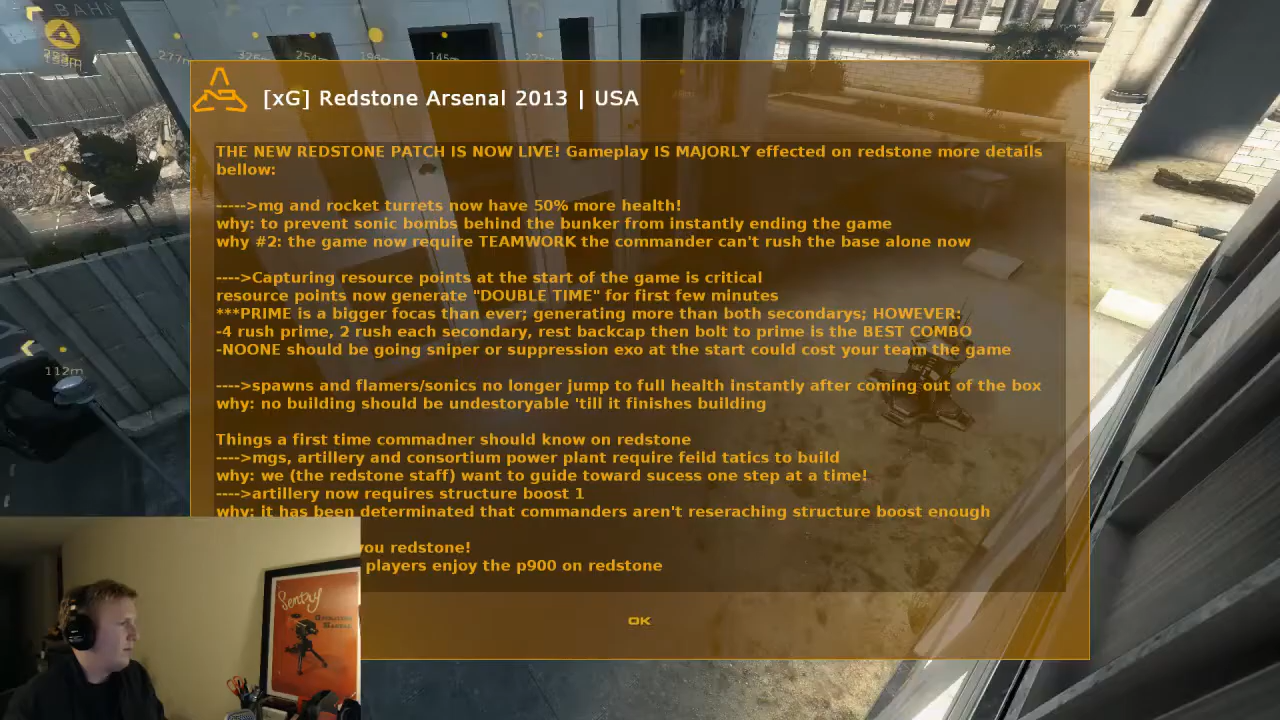 BAHI
277m
254m
145m
[xG] Redstone Arsenal 2013 | USA
THE NEW REDSTONE PATCH IS NOW LIVE! Gameplay IS MAJORLY effected on redstone more details
bellow:
----->mg and rocket turrets now have 50% more health!
why: to prevent sonic bombs behind the bunker from instantly ending the game
why #2: the game now require TEAMWORK the commander can't rush the base alone now
---->Capturing resource points at the start of the game is critical
resource points now generate "DOUBLE TIME" for first few minutes
***PRIME is a bigger focas than ever; generating more than both secondarys; HOWEVER:
-4 rush prime, 2 rush each secondary, rest backcap then bolt to prime is the BEST COMBO
-NOONE should be going sniper or suppression exo at the start could cost your team the game
---->spawns and flamers/sonics no longer jump to full health instantly after coming out of the box
why: no building should be undestoryable 'till it finishes building
112m
Things a first time commadner should know on redstone
---->mgs, artillery and consortium power plant require feild tatics to build
why: we (the redstone staff) want to guide toward sucess one step at a time!
---->artillery now requires structure boost 1
why: it has been determined that commanders aren't reseraching structure boost enough
you redstone!
players enjoy the p900 on redstone
OK
Sentry